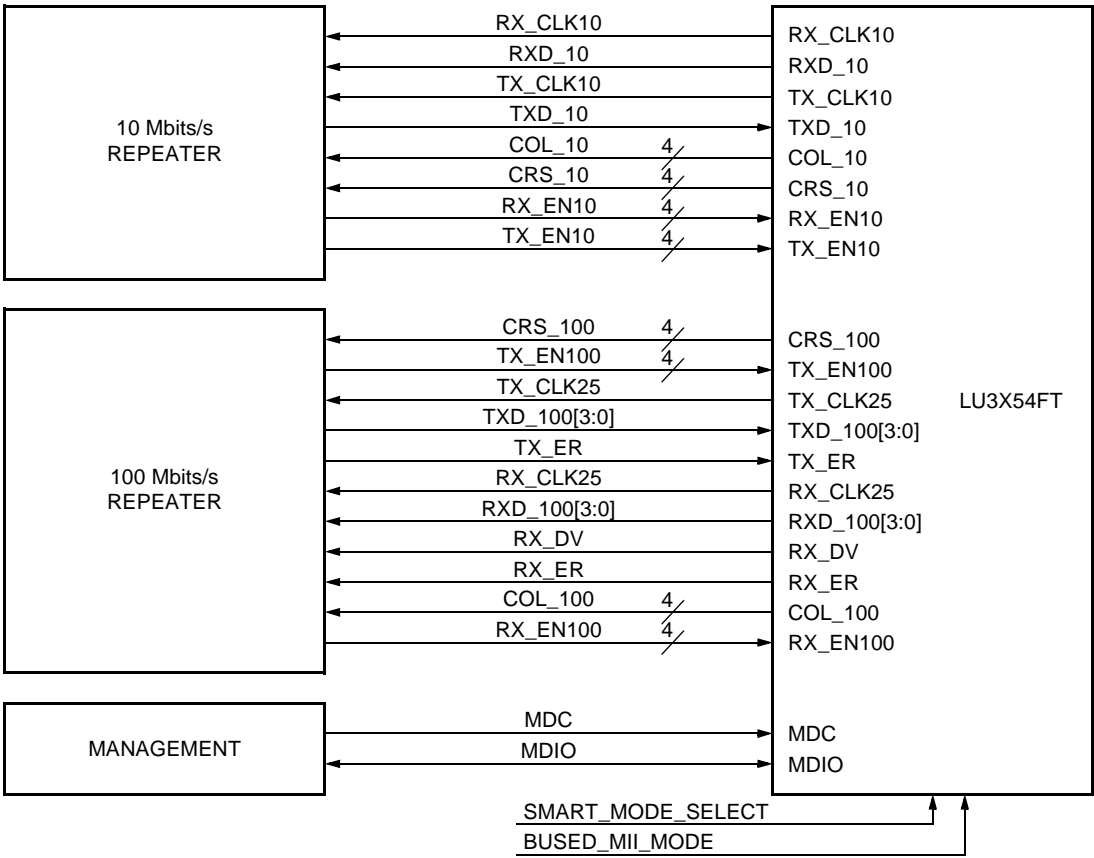 10 Mbits/s
REPEATER
RX_CLK10
RXD_10
TX_CLK10
TXD_10
COL_10 4
CRS_10 4
RX_EN10 4
TX_EN10 4
RX_CLK10
RXD_10
TX_CLK10
TXD_10
COL_10
CRS_10
RX_EN10
TX_EN10
100 Mbits/s
REPEATER
CRS_100 4
TX_EN100 4
TX_CLK25
TXD_100[3:0]
TX_ER
RX_CLK25
RXD_100[3:0]
RX_DV
RX_ER
COL_100 4
RX_EN100 4
CRS_100
TX_EN100
TX_CLK25
TXD_100[3:0]
TX_ER
RX_CLK25
RXD_100[3:0]
RX_DV
RX_ER
COL_100
RX_EN100
LU3X54FT
MANAGEMENT
MDC
MDIO
MDC
MDIO
SMART_MODE_SELECT
BUSED_MII_MODE